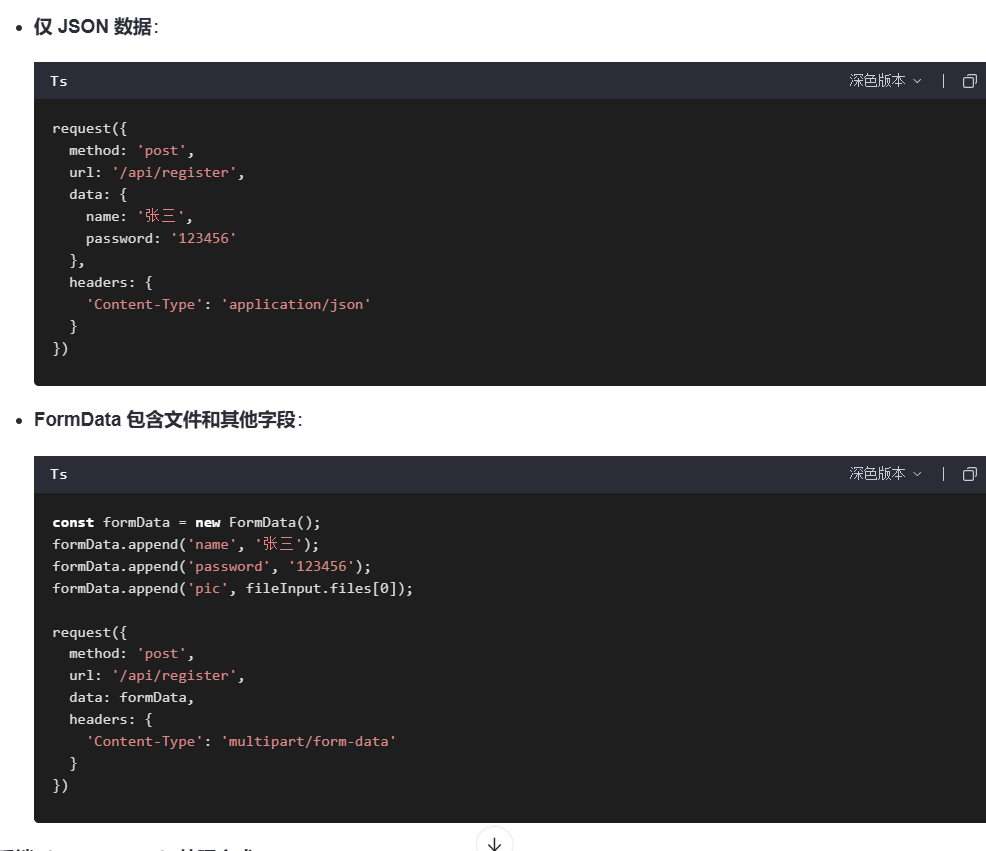 仅 JSON 数据：
Ts
深色版本
request({
  method: 'post',
  url: '/api/register',
  data: {
    name: '张三',
    password: '123456'
  },
  headers: {
    'Content-Type': 'application/json'
  }
})
FormData 包含文件和其他字段：
Ts
深色版本
const formData = new FormData();
formData.append('name', '张三');
formData.append('password', '123456');
formData.append('pic', fileInput.files[0]);
request({
  method: 'post',
  url: '/api/register',
  data: formData,
  headers: {
    'Content-Type': 'multipart/form-data'
  }
})